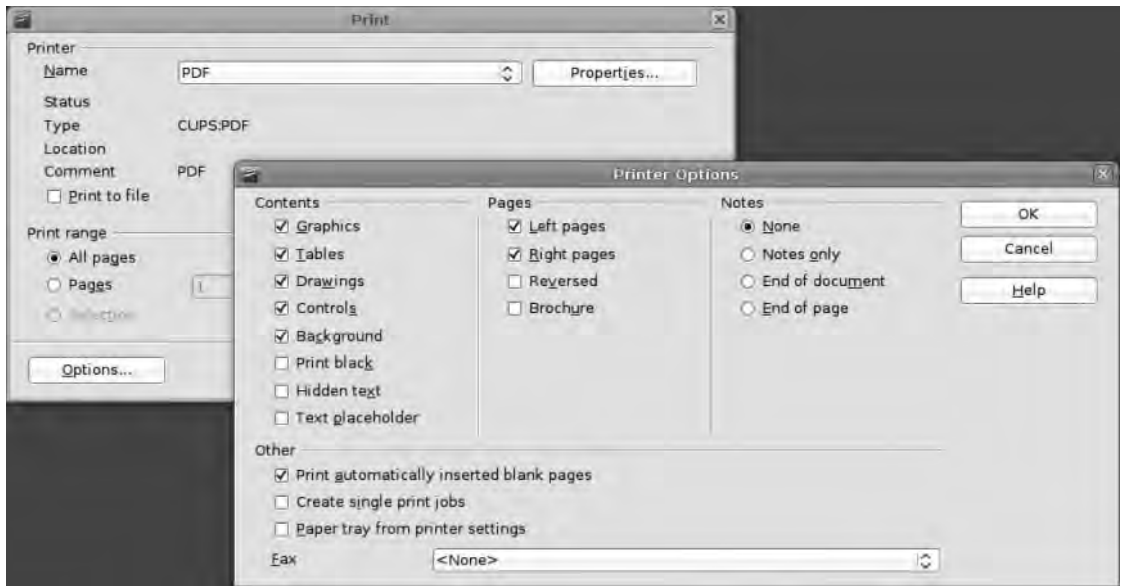 Print
Printer
Name PDF Properties...
Status
Type CUPS:PDF
Location
Comment PDF
Print to file
Print range
All pages
Pages 1
Selection
Options...
Printer Options
Contents
Graphics
Tables
Drawings
Controls
Background
Print black
Hidden text
Text placeholder
Pages
Left pages
Right pages
Reversed
Brochure
Notes
None
Notes only
End of document
End of page
OK
Cancel
Help
Other
Print automatically inserted blank pages
Create single print jobs
Paper tray from printer settings
Fax <None>